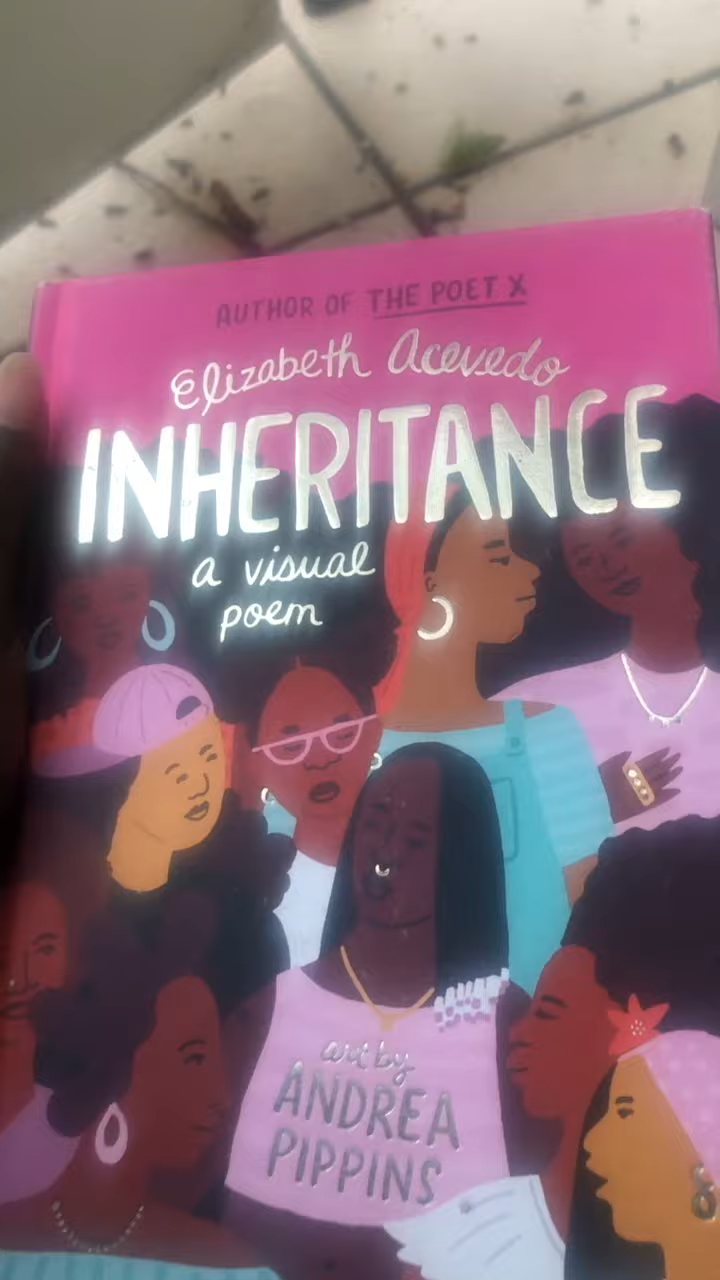 AUTHOR OF THE POET X
Elizabeth Acevedo
INHERITANCE
a visual
poem
art by
ANDREA
PIPPINS